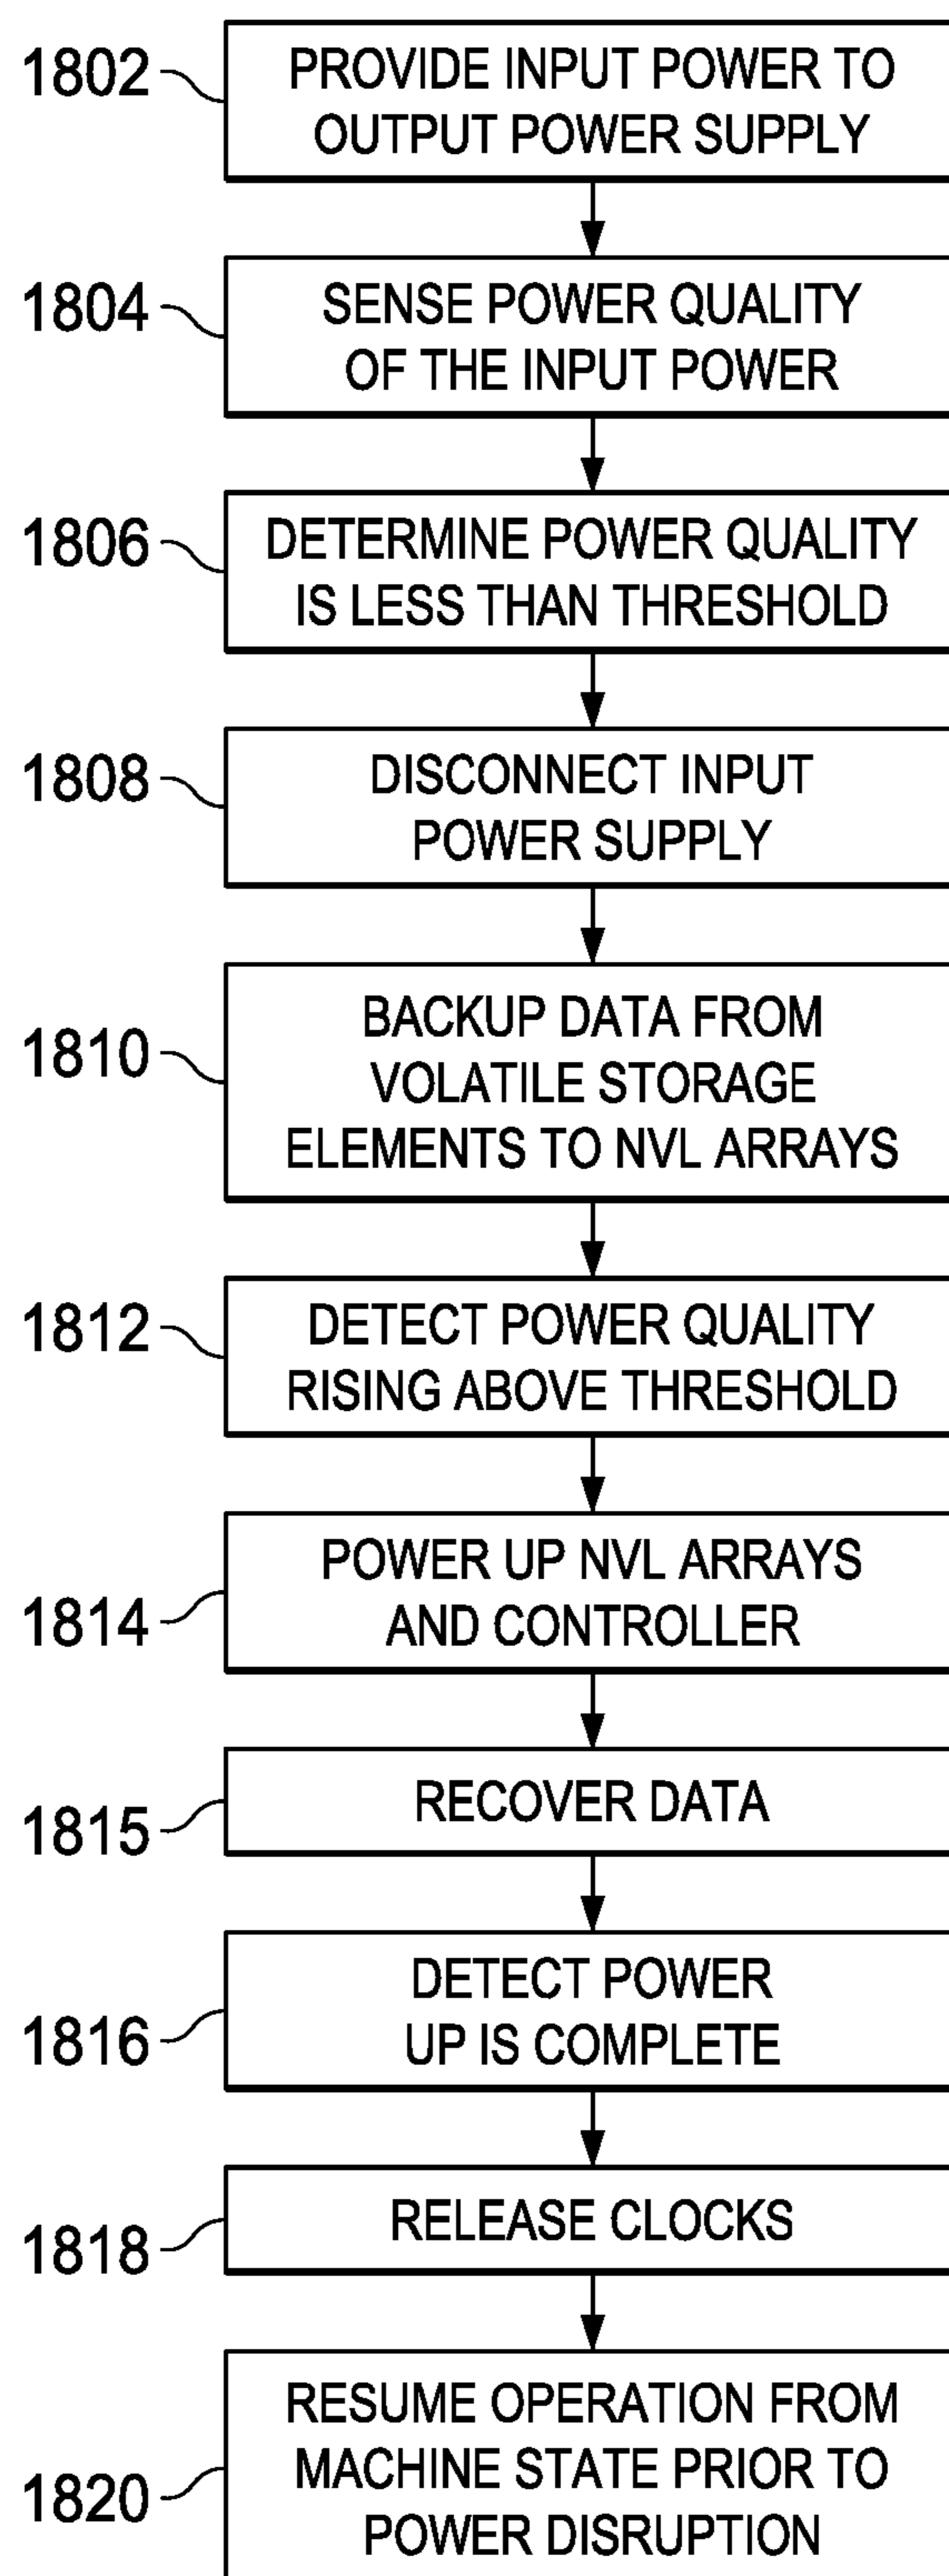 1802
PROVIDE INPUT POWER TO
OUTPUT POWER SUPPLY
1804
SENSE POWER QUALITY
OF THE INPUT POWER
1806
DETERMINE POWER QUALITY
IS LESS THAN THRESHOLD
1808
DISCONNECT INPUT
POWER SUPPLY
1810
BACKUP DATA FROM
VOLATILE STORAGE
ELEMENTS TO NVL ARRAYS
1812
DETECT POWER QUALITY
RISING ABOVE THRESHOLD
1814
POWER UP NVL ARRAYS
AND CONTROLLER
1815
RECOVER DATA
1816
DETECT POWER
UP IS COMPLETE
1818
RELEASE CLOCKS
1820
RESUME OPERATION FROM
MACHINE STATE PRIOR TO
POWER DISRUPTION